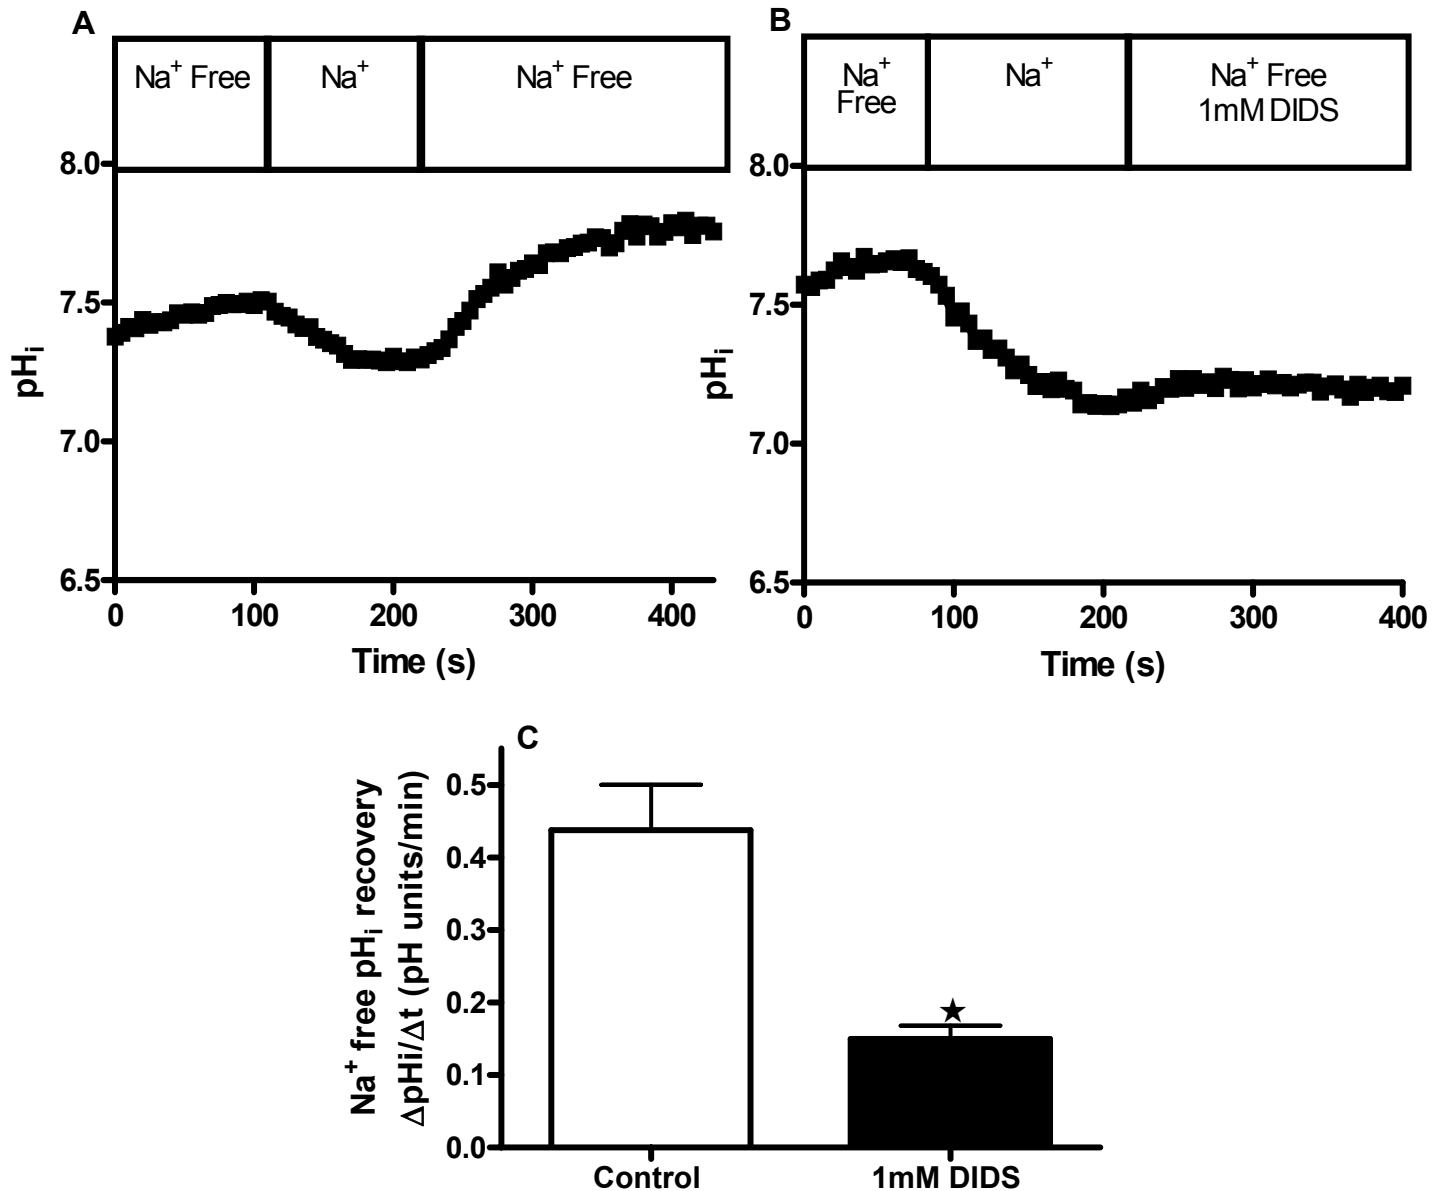 A
Na+ Free
Na+
Na+ Free
8.0
7.5
7.0
6.5
pHi
0
100
200
300
400
Time (s)
B
Na+
Free
Na+
Na+ Free
1mM DIDS
8.0
7.5
7.0
6.5
pHi
0
100
200
300
400
Time (s)
C
Na+ free pHi recovery
ΔpHi/Δt (pH units/min)
0.5
0.4
0.3
0.2
0.1
0.0
★
Control
1mM DIDS